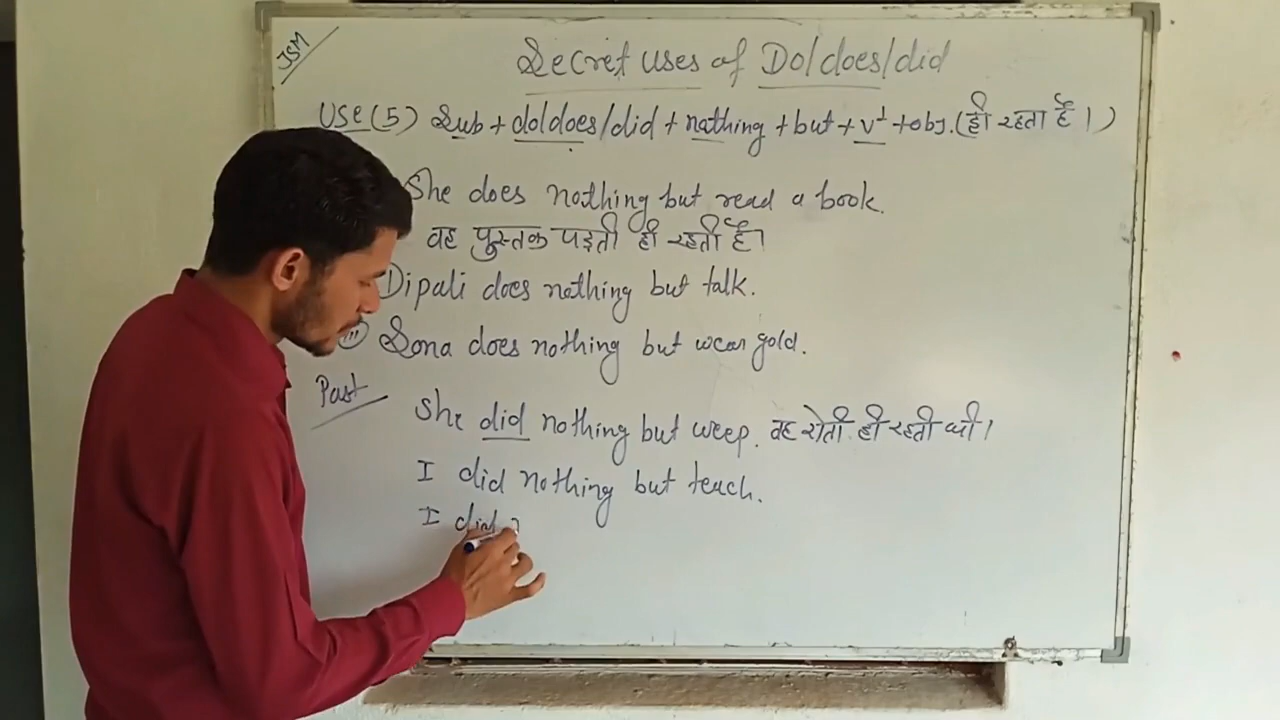 JSM
Secret uses of Do/does/did
Use (5) Sub + do/does/did + nothing + but + v¹ + obj. (ही रहता है।)
She does nothing but read a book.
वह पुस्तक पढ़ती ही रहती है।
Dipali does nothing but talk.
(iii) Sona does nothing but wear gold.
Past
She did nothing but weep. वह रोती ही रहती थी।
I did nothing but teach.
I did